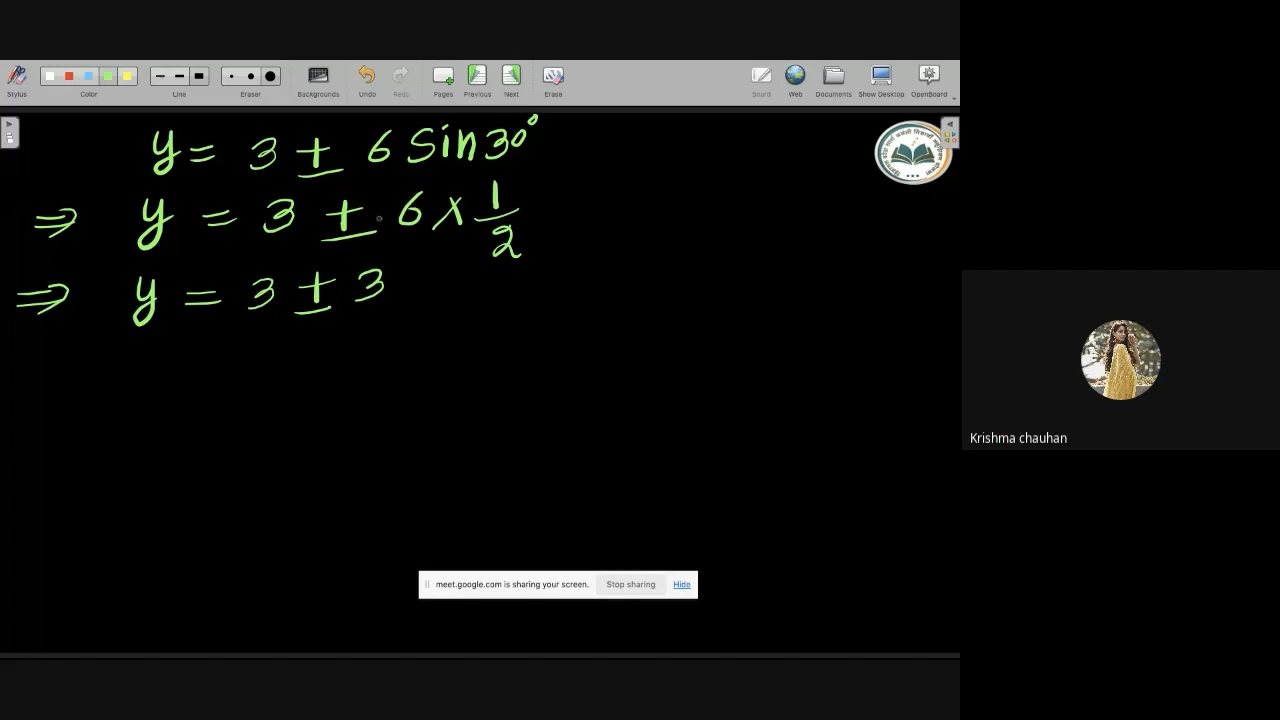 Stylus Color Line Eraser Backgrounds Undo Redo Pages Previous Next Erase Board Web Documents Show Desktop OpenBoard
y = 3 ± 6 Sin30°
⇒ y = 3 ± 6 × 1/2
⇒ y = 3 ± 3
Krishma chauhan
meet.google.com is sharing your screen. Stop sharing Hide